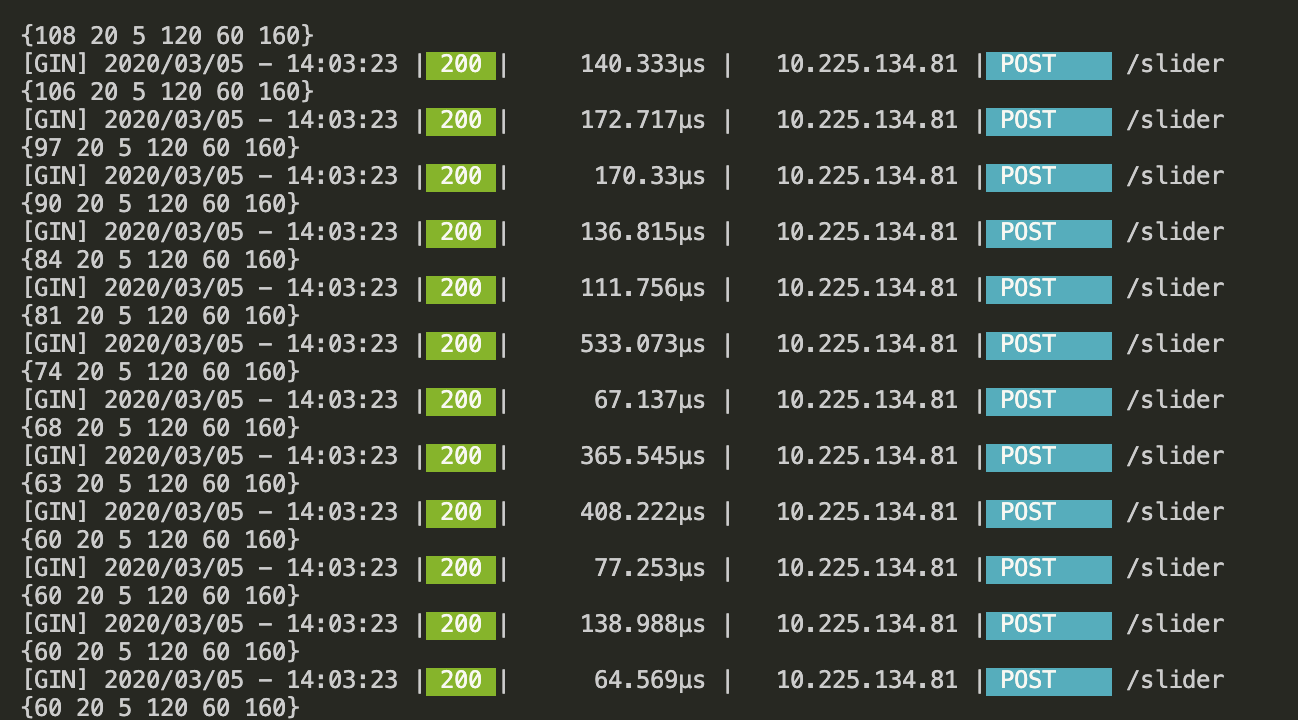 {108 20 5 120 60 160}
[GIN] 2020/03/05 - 14:03:23 | 200 | 140.333µs | 10.225.134.81 | POST /slider
{106 20 5 120 60 160}
[GIN] 2020/03/05 - 14:03:23 | 200 | 172.717µs | 10.225.134.81 | POST /slider
{97 20 5 120 60 160}
[GIN] 2020/03/05 - 14:03:23 | 200 | 170.33µs | 10.225.134.81 | POST /slider
{90 20 5 120 60 160}
[GIN] 2020/03/05 - 14:03:23 | 200 | 136.815µs | 10.225.134.81 | POST /slider
{84 20 5 120 60 160}
[GIN] 2020/03/05 - 14:03:23 | 200 | 111.756µs | 10.225.134.81 | POST /slider
{81 20 5 120 60 160}
[GIN] 2020/03/05 - 14:03:23 | 200 | 533.073µs | 10.225.134.81 | POST /slider
{74 20 5 120 60 160}
[GIN] 2020/03/05 - 14:03:23 | 200 | 67.137µs | 10.225.134.81 | POST /slider
{68 20 5 120 60 160}
[GIN] 2020/03/05 - 14:03:23 | 200 | 365.545µs | 10.225.134.81 | POST /slider
{63 20 5 120 60 160}
[GIN] 2020/03/05 - 14:03:23 | 200 | 408.222µs | 10.225.134.81 | POST /slider
{60 20 5 120 60 160}
[GIN] 2020/03/05 - 14:03:23 | 200 | 77.253µs | 10.225.134.81 | POST /slider
{60 20 5 120 60 160}
[GIN] 2020/03/05 - 14:03:23 | 200 | 138.988µs | 10.225.134.81 | POST /slider
{60 20 5 120 60 160}
[GIN] 2020/03/05 - 14:03:23 | 200 | 64.569µs | 10.225.134.81 | POST /slider
{60 20 5 120 60 160}